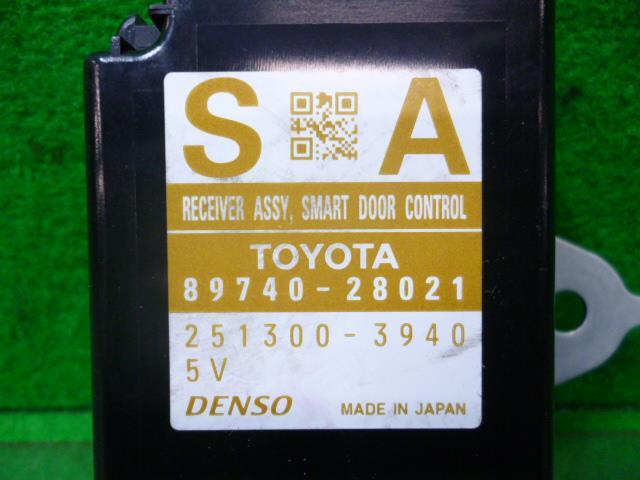 S A
RECEIVER ASSY, SMART DOOR CONTROL
TOYOTA
89740-28021
251300-3940
5V
DENSO MADE IN JAPAN